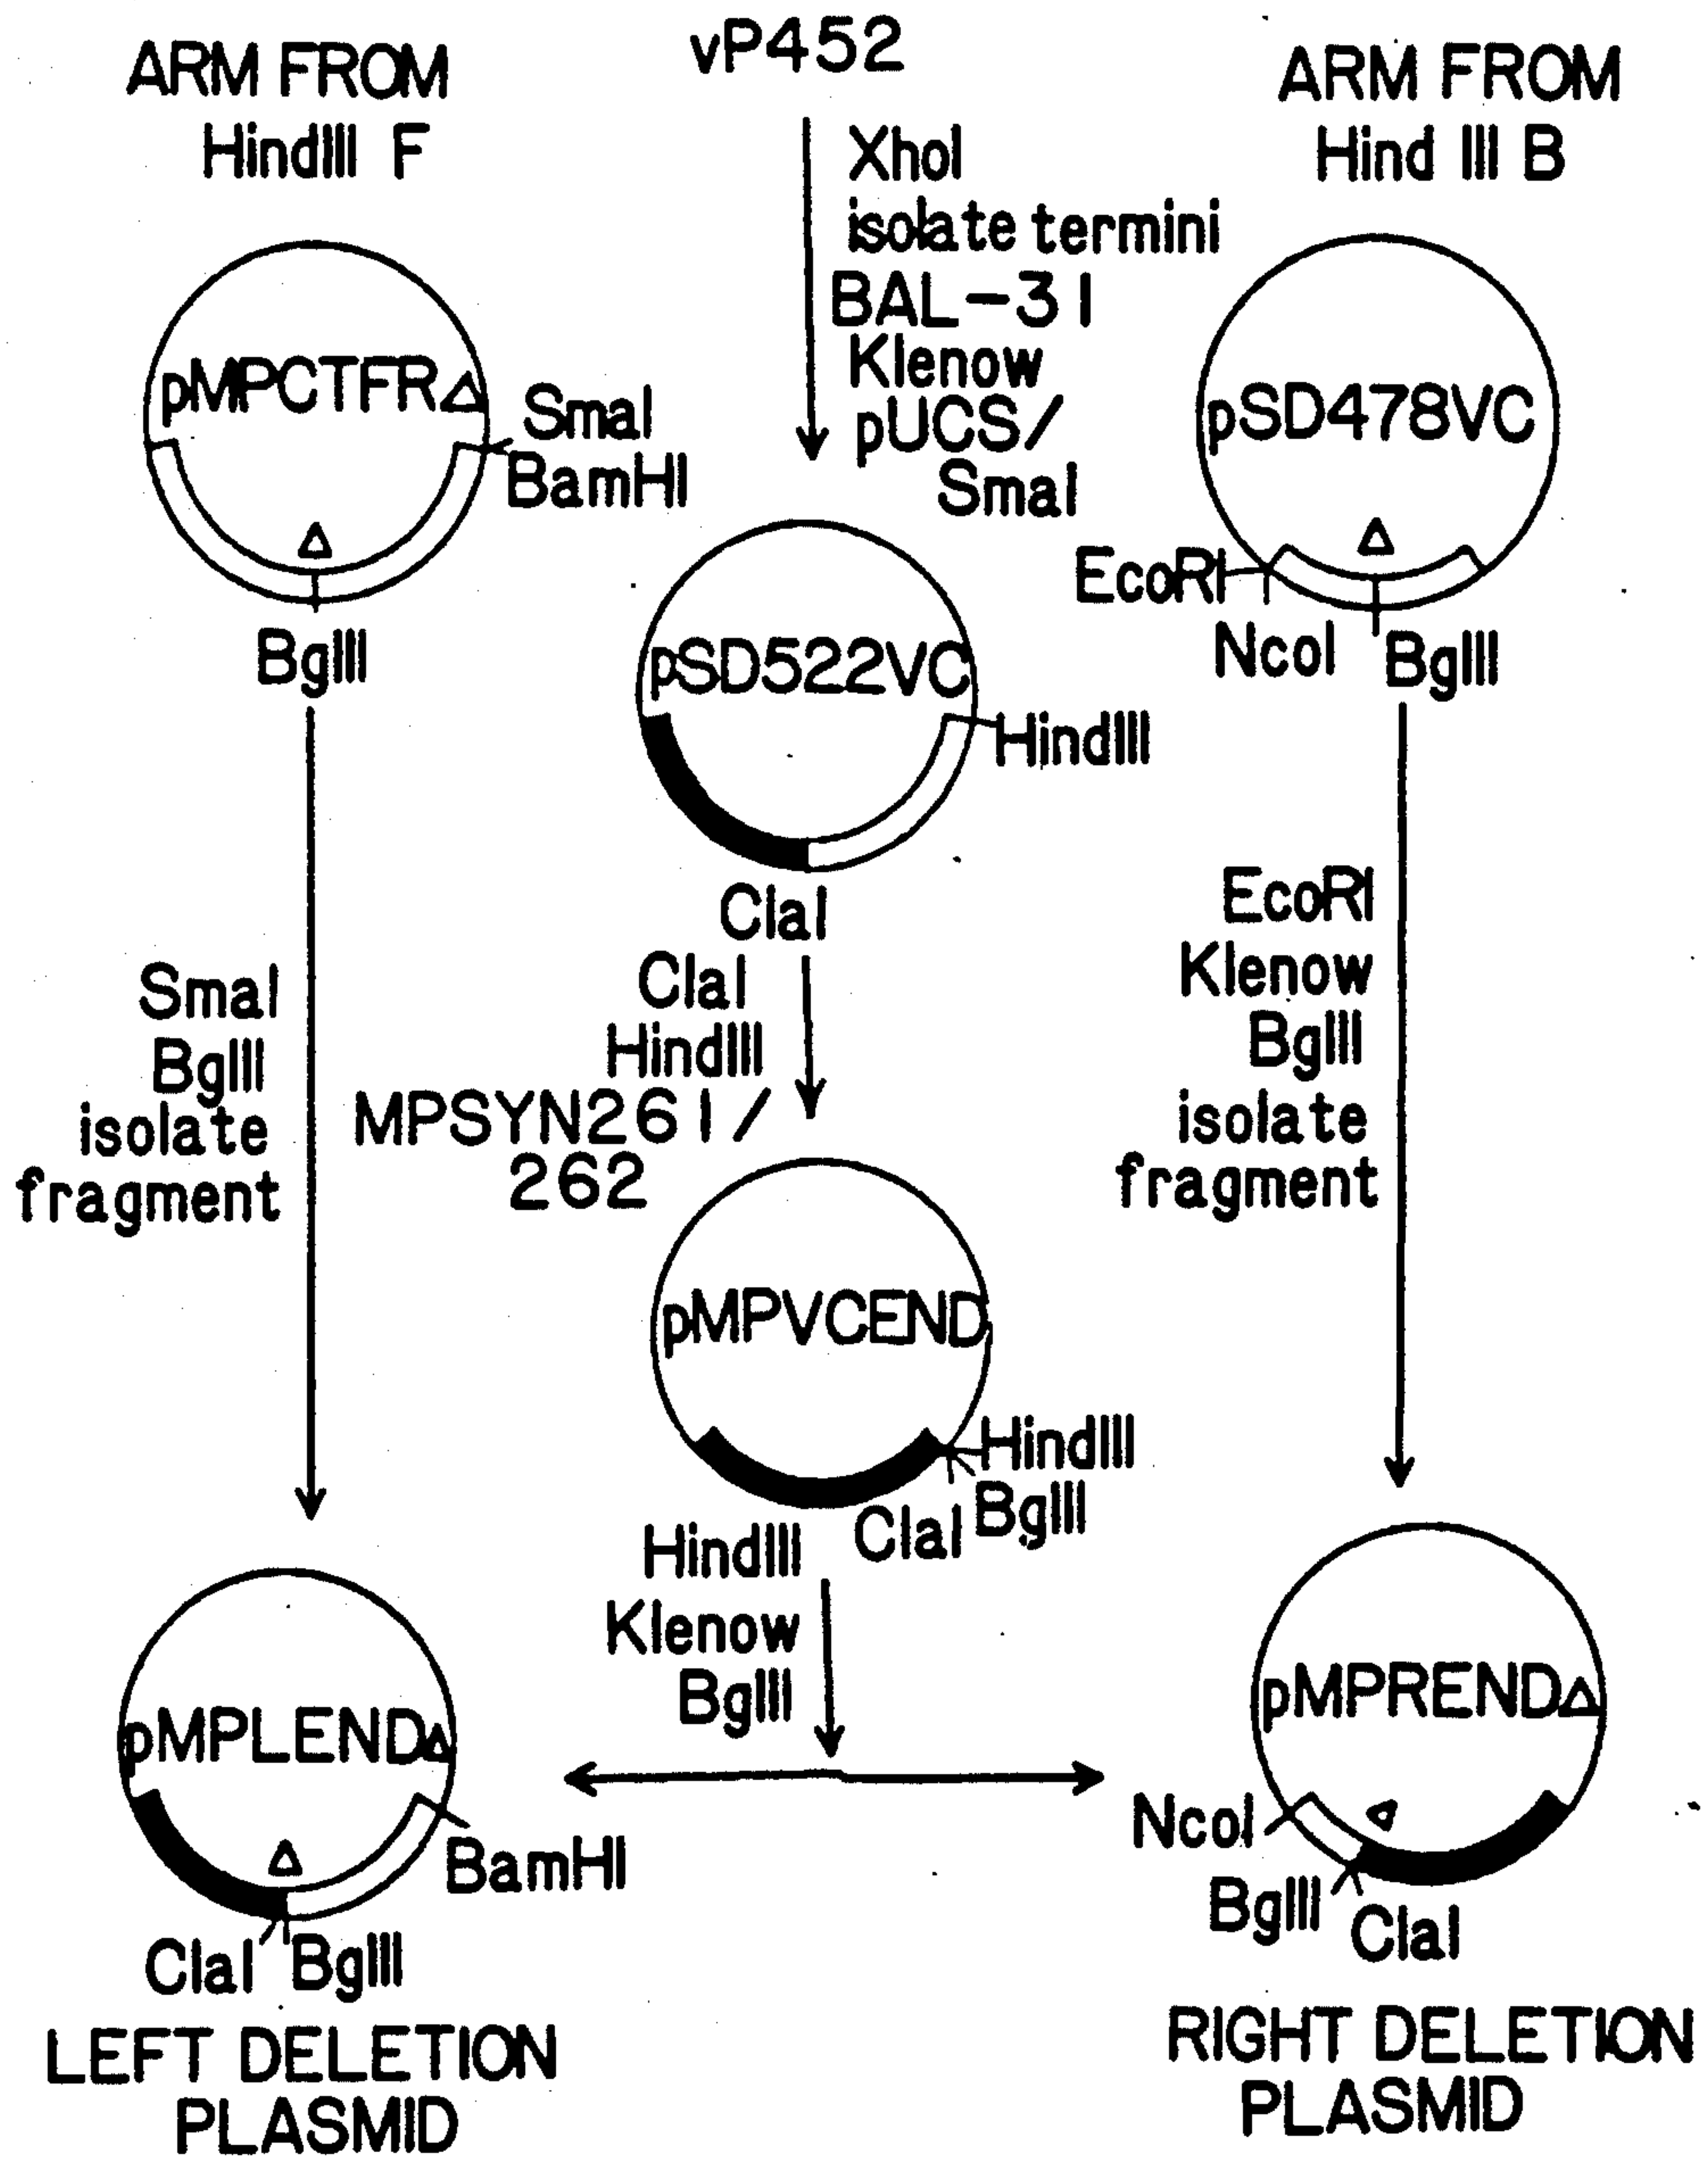 ARM FROM
HindIII F
vP452
ARM FROM
Hind III B
XhoI
isolate termini
BAL-31
Klenow
pUCS/
SmaI
pMPCTFRΔ
SmaI
BamHI
Δ
BglII
pSD478VC
Δ
EcoRI
NcoI
BglII
pSD522VC
HindIII
ClaI
SmaI
BglII
isolate
fragment
ClaI
HindIII
MPSYN261/
262
EcoRI
Klenow
BglII
isolate
fragment
pMPVCEND
HindIII
BglII
ClaI
HindIII
Klenow
BglII
pMPLENDΔ
Δ
BamHI
ClaI
BglII
LEFT DELETION
PLASMID
pMPRENDΔ
Δ
NcoI
BglII
ClaI
RIGHT DELETION
PLASMID